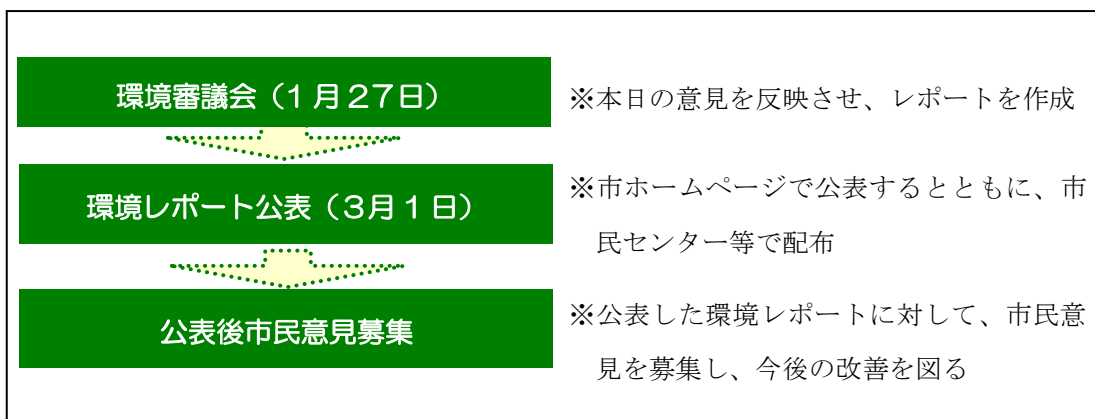 環境審議会（1月27日）
※本日の意見を反映させ、レポートを作成
環境レポート公表（3月1日）
※市ホームページで公表するとともに、市
民センター等で配布
公表後市民意見募集
※公表した環境レポートに対して、市民意
見を募集し、今後の改善を図る